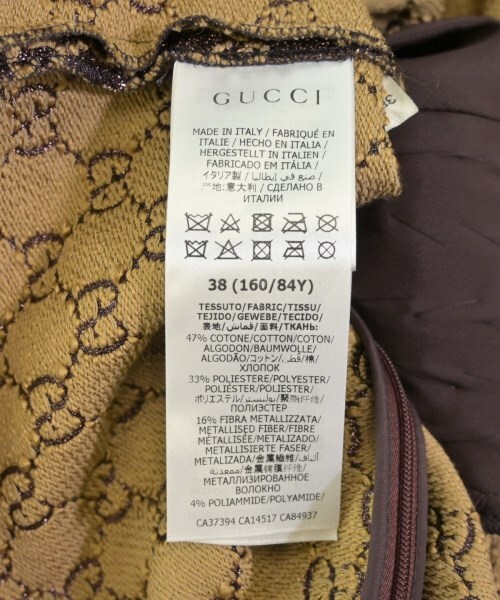 GUCCI
MADE IN ITALY / FABRIQUÉ EN
ITALIE / HECHO EN ITALIA /
HERGESTELLT IN ITALIEN /
FABRICADO EM ITÁLIA /
イタリア製 / صنع في إيطاليا /
产地:意大利 / СДЕЛАНО В
ИТАЛИИ
38 (160/84Y)
TESSUTO/FABRIC/TISSU/
TEJIDO/GEWEBE/TECIDO/
表地/قماش/面料/ТКАНЬ:
47% COTONE/COTTON/COTON/
ALGODON/BAUMWOLLE/
ALGODÃO/コットン/قطن/棉/
ХЛОПОК
33% POLIESTERE/POLYESTER/
POLIÉSTER/POLIESTER/
ポリエステル/بوليستر/聚酯纤维/
ПОЛИЭСТЕР
16% FIBRA METALLIZZATA/
METALLISED FIBER/FIBRE
MÉTALLISÉE/METALIZADO/
METALLISIERTE FASER/
METALIZADA/金属繊維/ألياف
معدنية/金属镀膜纤维/
МЕТАЛЛИЗИРОВАННОЕ
ВОЛОКНО
4% POLIAMMIDE/POLYAMIDE/
CA37394 CA14517 CA84937